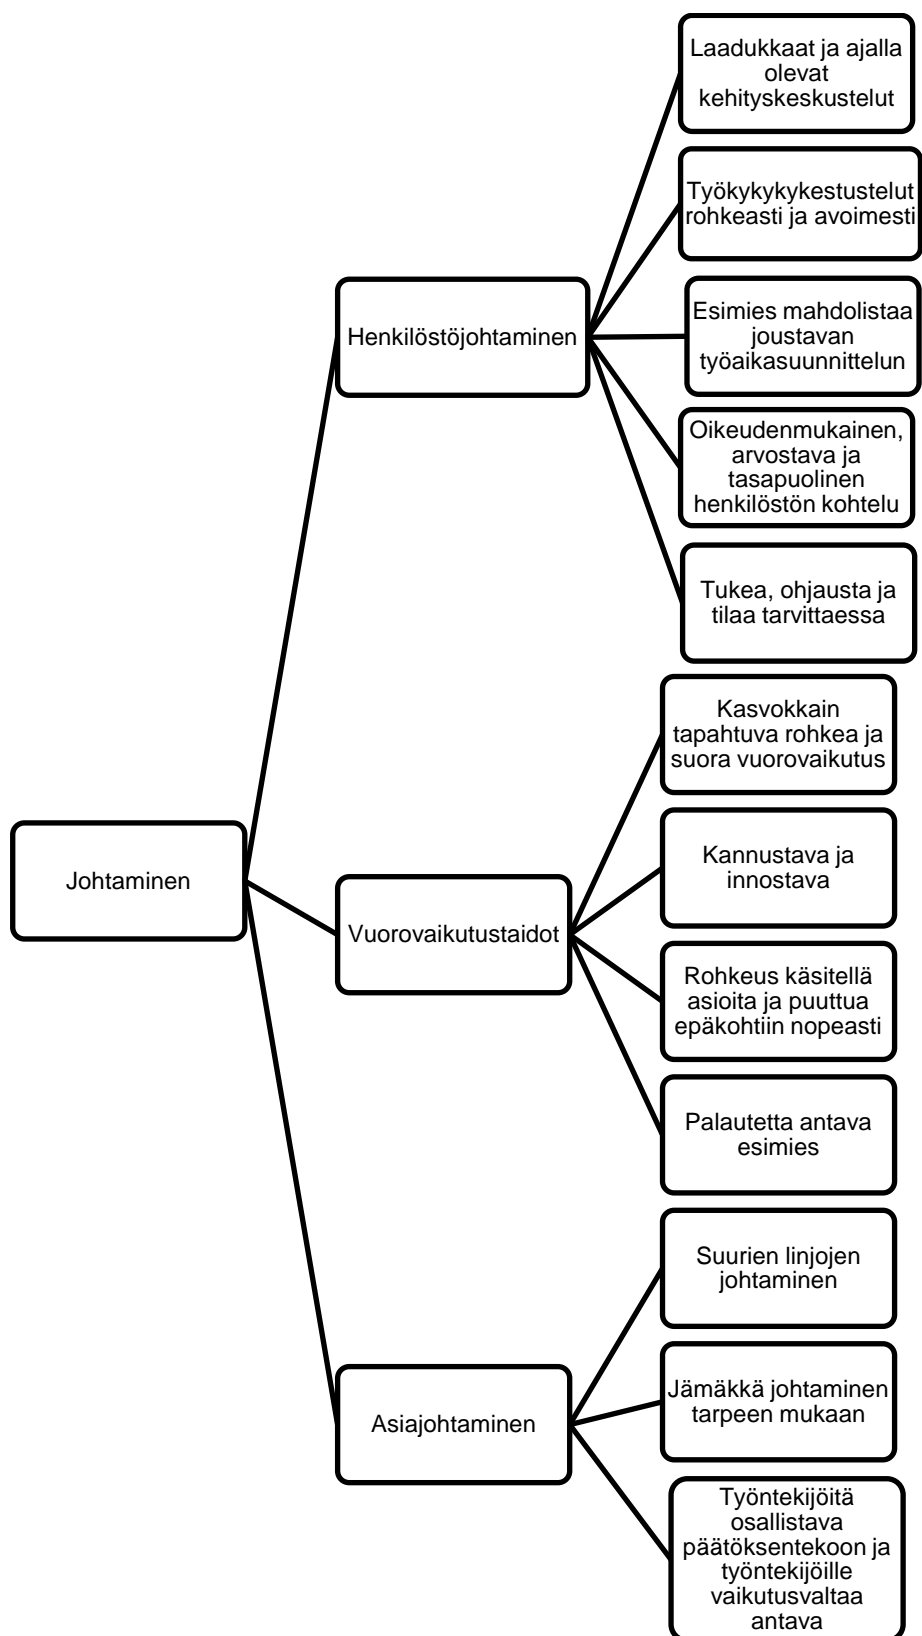 Laadukkaat ja ajalla
olevat
kehityskeskustelut
Työkykykykestustelut
rohkeasti ja avoimesti
Henkilöstöjohtaminen
Esimies mahdolistaa
joustavan
työaikasuunnittelun
Oikeudenmukainen,
arvostava ja
tasapuolinen
henkilöstön kohtelu
Tukea, ohjausta ja
tilaa tarvittaessa
Johtaminen
Vuorovaikutustaidot
Kasvokkain
tapahtuva rohkea ja
suora vuorovaikutus
Kannustava ja
innostava
Rohkeus käsitellä
asioita ja puuttua
epäkohtiin nopeasti
Palautetta antava
esimies
Asiajohtaminen
Suurien linjojen
johtaminen
Jämäkkä johtaminen
tarpeen mukaan
Työntekijöitä
osallistava
päätöksentekoon ja
työntekijöille
vaikutusvaltaa
antava